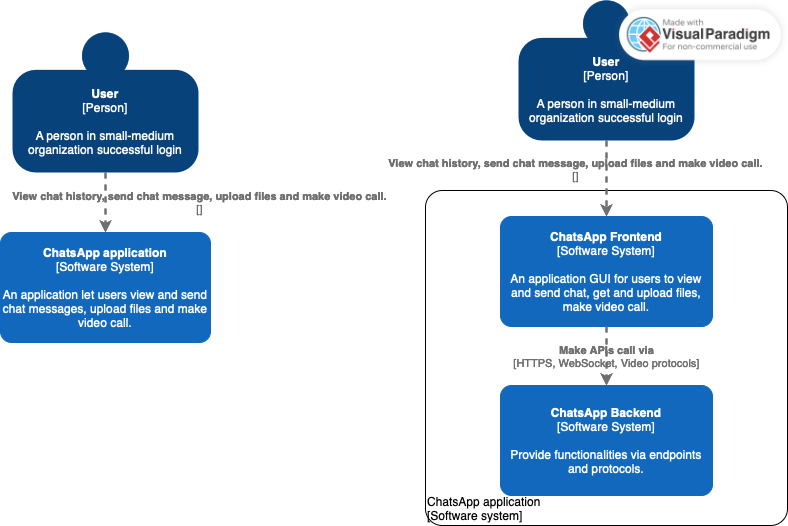 User
[Person]
A person in small-medium
organization successful login
View chat history, send chat message, upload files and make video call.
[]
ChatsApp application
[Software System]
An application let users view and send
chat messages, upload files and make
video call.
Made with
VisualParadigm
For non-commercial use
User
[Person]
A person in small-medium
organization successful login
View chat history, send chat message, upload files and make video call.
[]
ChatsApp Frontend
[Software System]
An application GUI for users to view
and send chat, get and upload files,
make video call.
Make APIs call via
[HTTPS, WebSocket, Video protocols]
ChatsApp Backend
[Software System]
Provide functionalities via endpoints
and protocols.
ChatsApp application
[Software system]